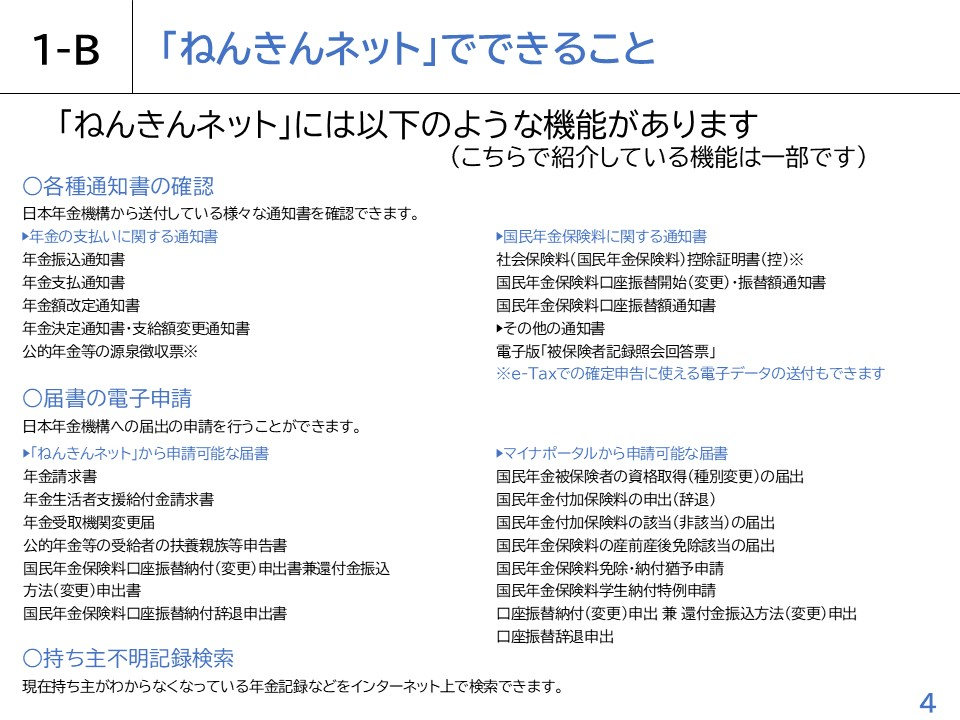 1-B
「ねんきんネット」でできること
「ねんきんネット」には以下のような機能があります
（こちらで紹介している機能は一部です）
○各種通知書の確認
日本年金機構から送付している様々な通知書を確認できます。
▶年金の支払いに関する通知書
年金振込通知書
年金支払通知書
年金額改定通知書
年金決定通知書・支給額変更通知書
公的年金等の源泉徴収票※
▶国民年金保険料に関する通知書
社会保険料（国民年金保険料）控除証明書（控）※
国民年金保険料口座振替開始（変更）・振替額通知書
国民年金保険料口座振替額通知書
▶その他の通知書
電子版「被保険者記録照会回答票」
※e-Taxでの確定申告に使える電子データの送付もできます
○届書の電子申請
日本年金機構への届出の申請を行うことができます。
▶「ねんきんネット」から申請可能な届書
年金請求書
年金生活者支援給付金請求書
年金受取機関変更届
公的年金等の受給者の扶養親族等申告書
国民年金保険料口座振替納付（変更）申出書兼還付金振込
方法（変更）申出書
国民年金保険料口座振替納付辞退申出書
▶マイナポータルから申請可能な届書
国民年金被保険者の資格取得（種別変更）の届出
国民年金付加保険料の申出（辞退）
国民年金付加保険料の該当（非該当）の届出
国民年金保険料の産前産後免除該当の届出
国民年金保険料免除・納付猶予申請
国民年金保険料学生納付特例申請
口座振替納付（変更）申出 兼 還付金振込方法（変更）申出
口座振替辞退申出
○持ち主不明記録検索
現在持ち主がわからなくなっている年金記録などをインターネット上で検索できます。
4